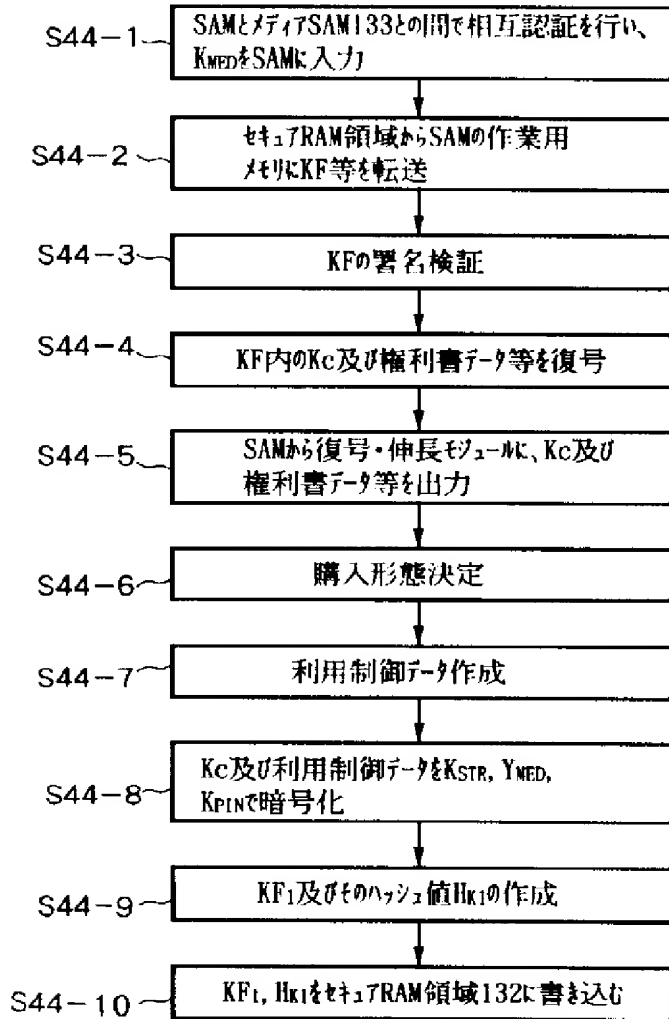 S44-1
SAMとメディアSAM133との間で相互認証を行い、
KMEDをSAMに入力
S44-2
セキュアRAM領域からSAMの作業用
メモリにKF等を転送
S44-3
KFの署名検証
S44-4
KF内のKc及び権利書データ等を復号
S44-5
SAMから復号・伸長モジュールに、Kc及び
権利書データ等を出力
S44-6
購入形態決定
S44-7
利用制御データ作成
S44-8
Kc及び利用制御データをKSTR, YMED,
KPINで暗号化
S44-9
KF1及びそのハッシュ値HK1の作成
S44-10
KF1, HK1をセキュアRAM領域132に書き込む